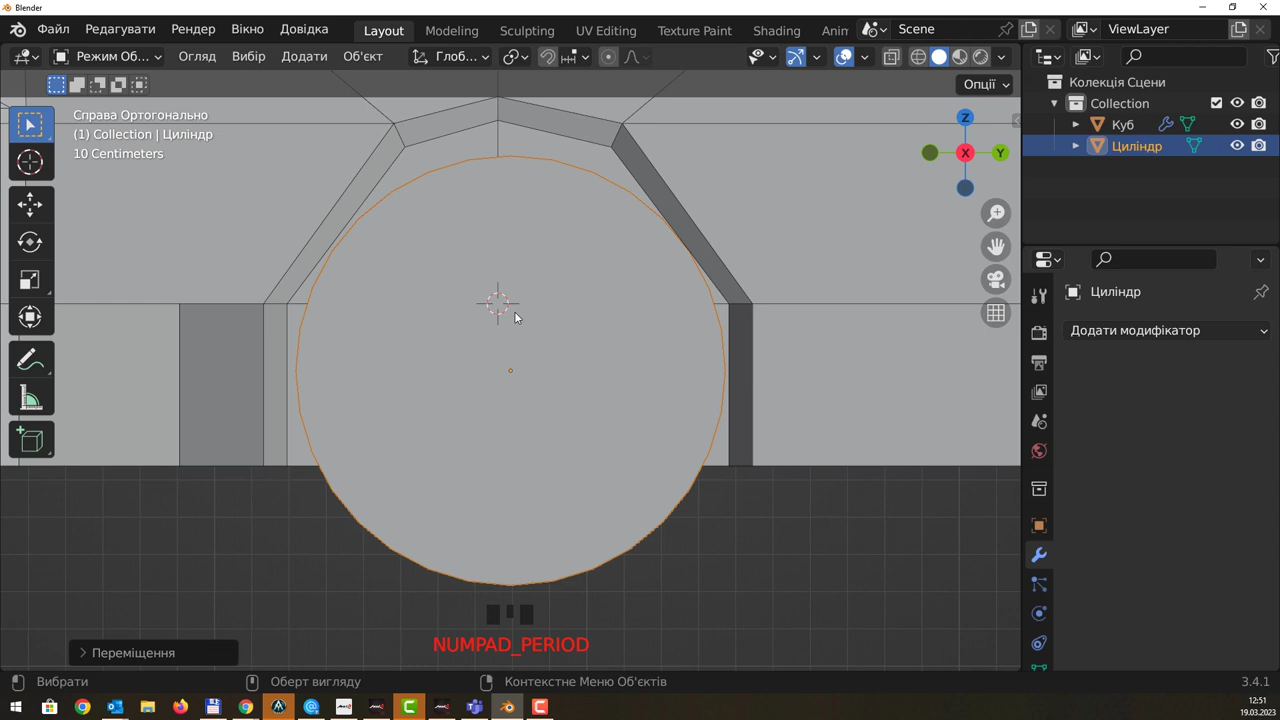 Blender
Файл Редагувати Рендер Вікно Довідка Layout Modeling Sculpting UV Editing Texture Paint Shading Anim Scene ViewLayer
Режим Об... Огляд Вибір Додати Об'єкт Глоб...
Опції
Справа Ортогонально
(1) Collection | Циліндр
10 Centimeters
Z
X
Y
Колекція Сцени
Collection
Куб
Циліндр
Циліндр
Додати модифікатор
NUMPAD_PERIOD
Переміщення
Вибрати Оберт вигляду Контекстне Меню Об'єктів 3.4.1
12:51
19.03.2023